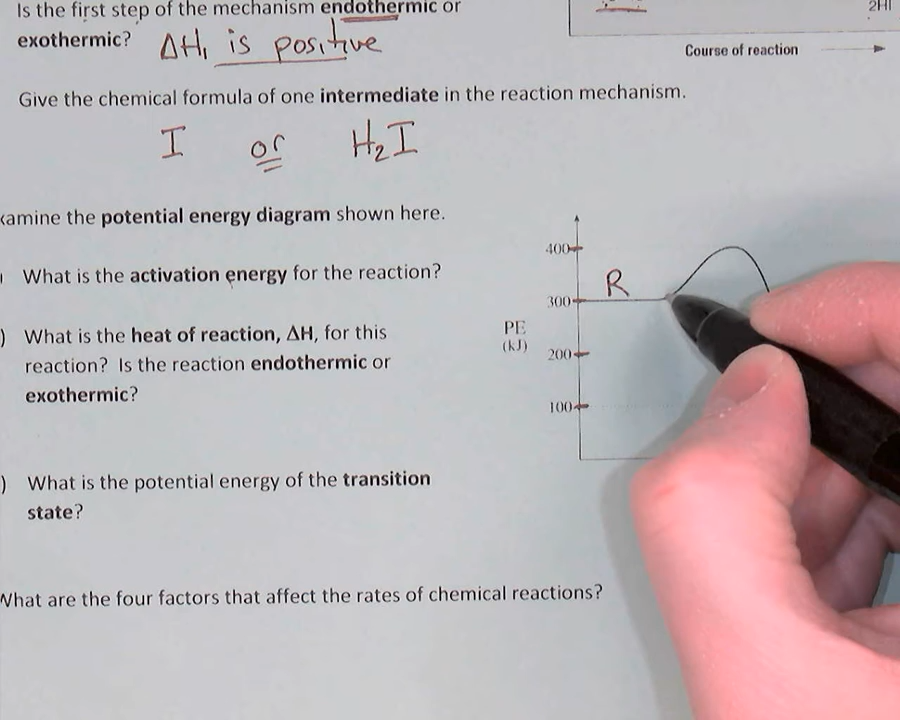 Is the first step of the mechanism endothermic or
exothermic? ΔH₁ is positive
2HI
Course of reaction
Give the chemical formula of one intermediate in the reaction mechanism.
I or H₂I
xamine the potential energy diagram shown here.
What is the activation energy for the reaction?
) What is the heat of reaction, ΔH, for this
reaction? Is the reaction endothermic or
exothermic?
) What is the potential energy of the transition
state?
What are the four factors that affect the rates of chemical reactions?
400
R
300
PE
(kJ)
200
100